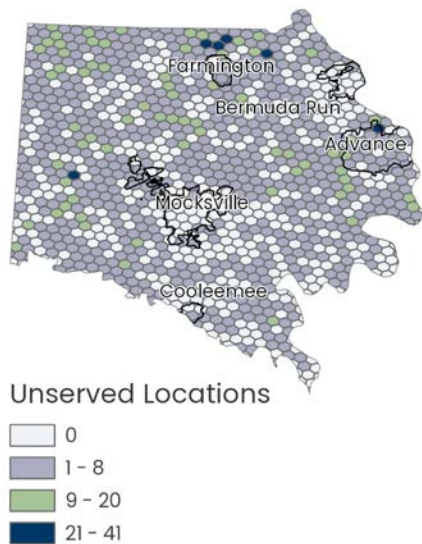 Farmington
Bermuda Run
Advance
Mocksville
Cooleemee
Unserved Locations
0
1 - 8
9 - 20
21 - 41